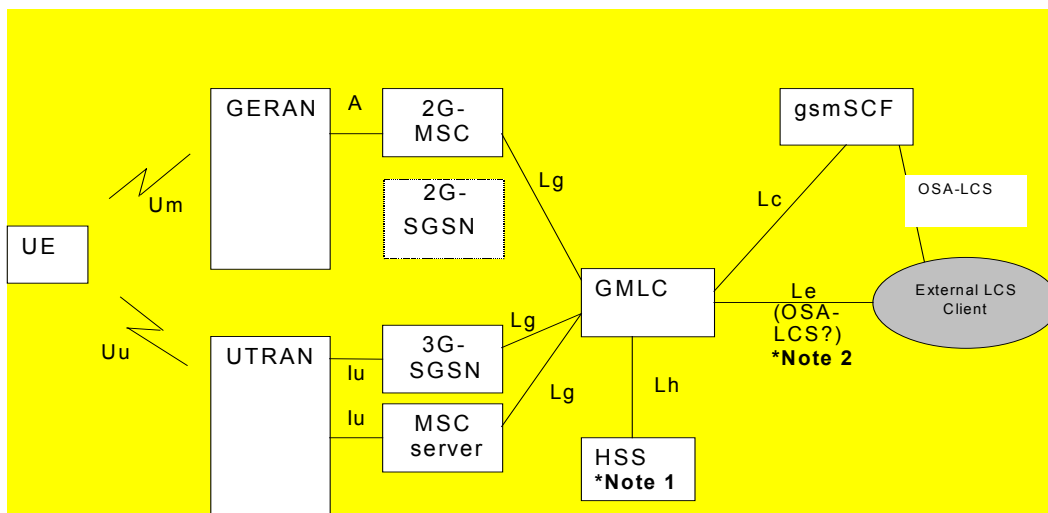 GERAN
A
2G-
MSC
gsmSCF
Lg
Um
2G-
SGSN
Lc
OSA-LCS
UE
GMLC
Le
(OSA-
LCS?)
*Note 2
External LCS
Client
Uu
UTRAN
Iu
3G-
SGSN
Lg
Iu
MSC
server
Lg
Lh
HSS
*Note 1